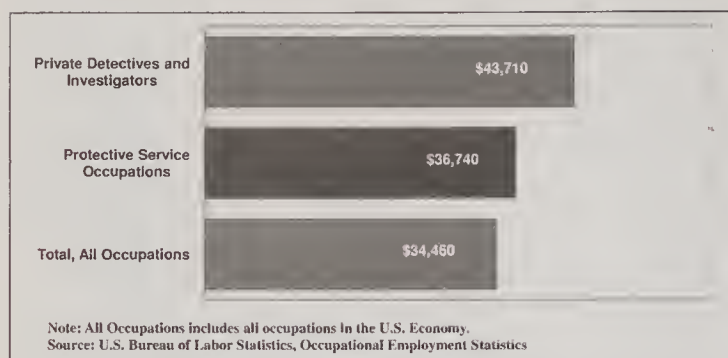 Private Detectives and
Investigators
$43,710
Protective Service
Occupations
$36,740
Total, All Occupations
$34,460
Note: All Occupations includes all occupations in the U.S. Economy.
Source: U.S. Bureau of Labor Statistics, Occupational Employment Statistics